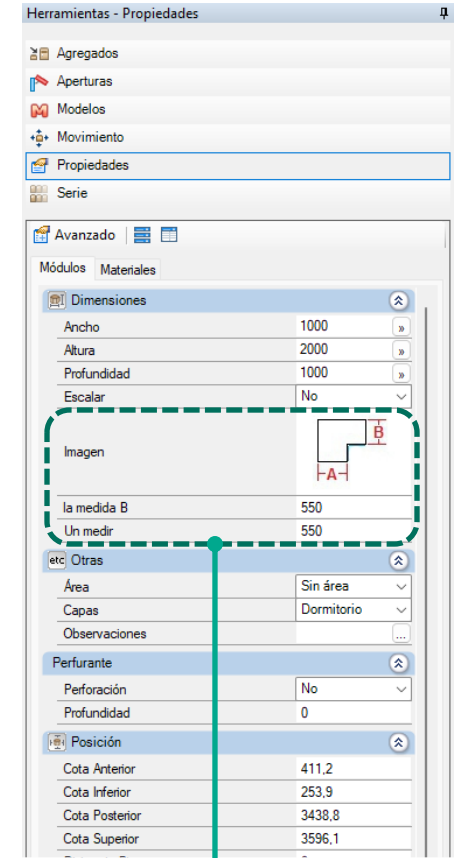 Herramientas - Propiedades
Agregados
Aperturas
Modelos
Movimiento
Propiedades
Serie
Avanzado
Módulos Materiales
Dimensiones
Ancho 1000 »
Altura 2000 »
Profundidad 1000 »
Escalar No
Imagen B A
la medida B 550
Un medir 550
etc Otras
Área Sin área
Capas Dormitorio
Observaciones ...
Perfurante
Perforación No
Profundidad 0
Posición
Cota Anterior 411,2
Cota Inferior 253,9
Cota Posterior 3438,8
Cota Superior 3596,1